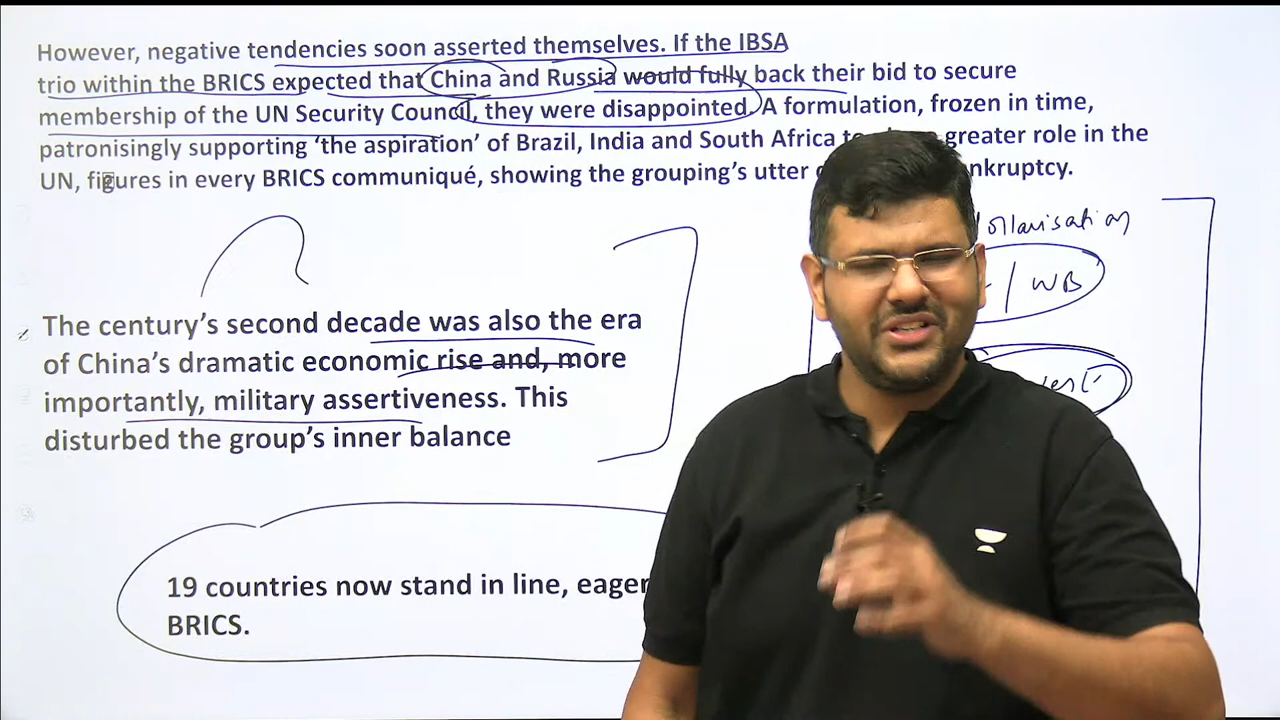 However, negative tendencies soon asserted themselves. If the IBSA
trio within the BRICS expected that China and Russia would fully back their bid to secure
membership of the UN Security Council, they were disappointed. A formulation, frozen in time,
patronisingly supporting ‘the aspiration’ of Brazil, India and South Africa greater role in the
UN, figures in every BRICS communiqué, showing the grouping’s utter
WB
The century’s second decade was also the era
of China’s dramatic economic rise and, more
importantly, military assertiveness. This
disturbed the group’s inner balance
19 countries now stand in line, eager
BRICS.